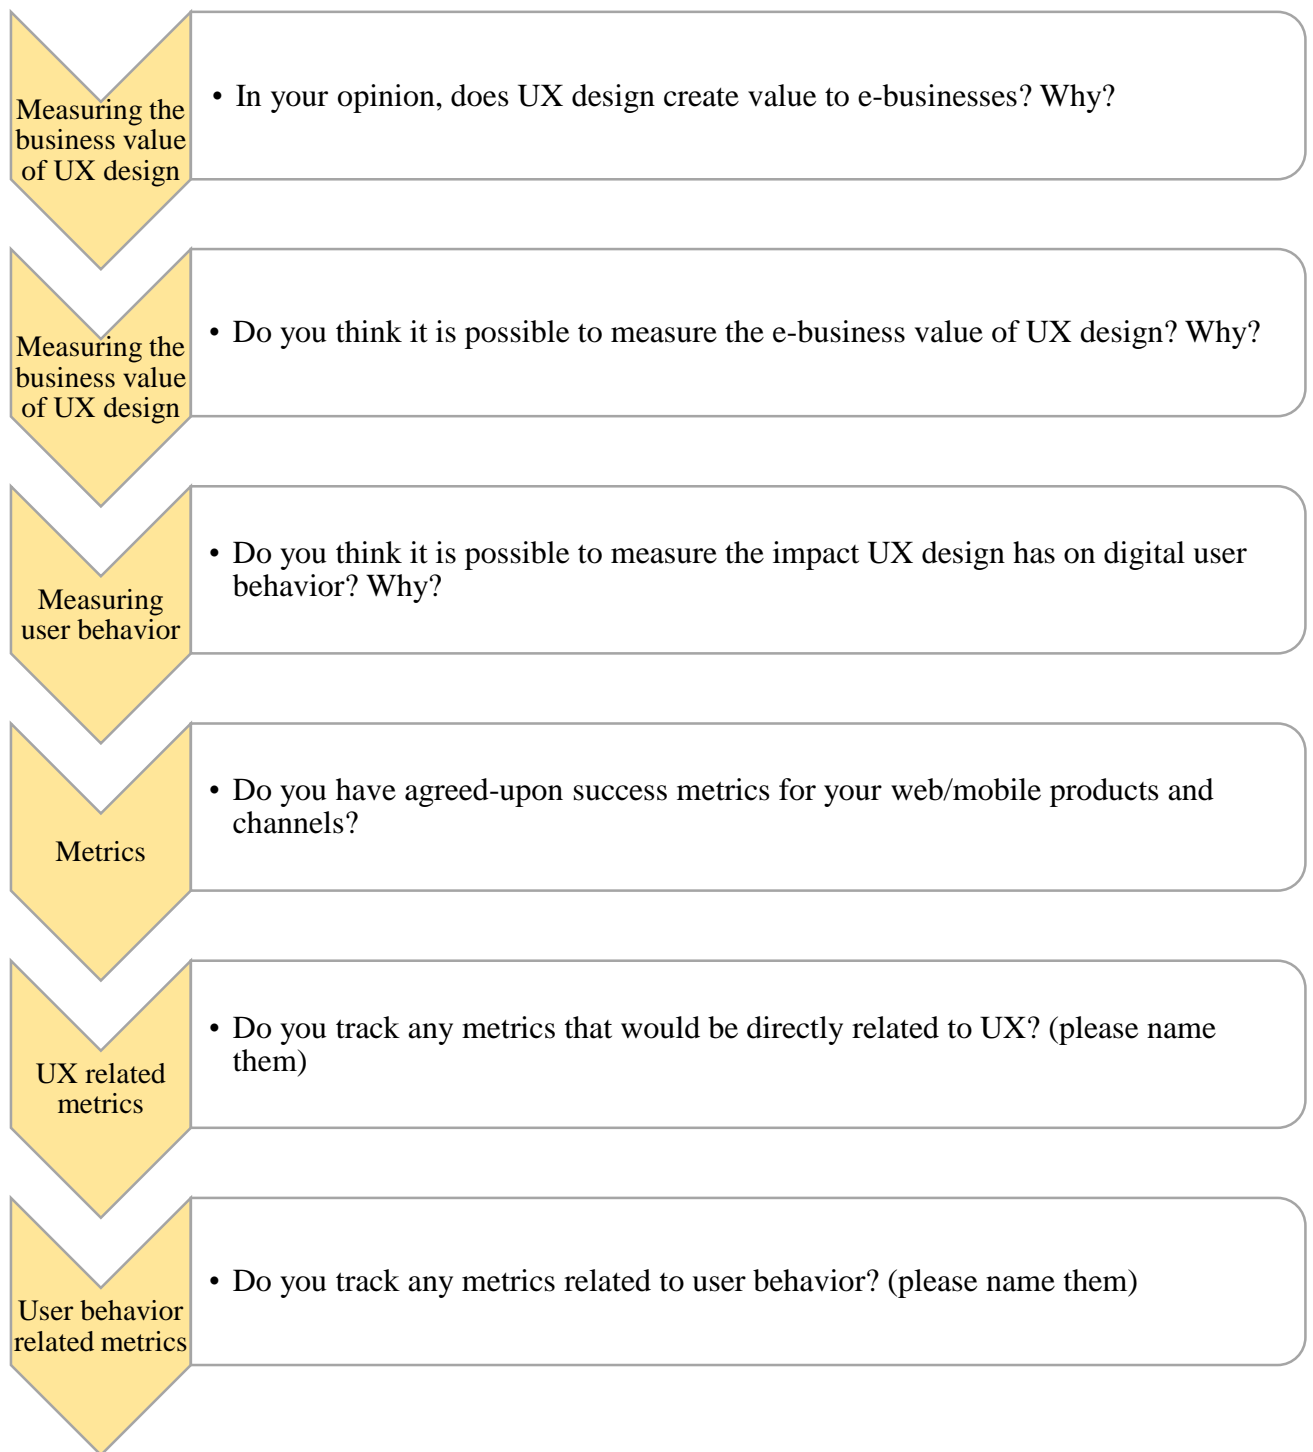 Measuring the
business value
of UX design
• In your opinion, does UX design create value to e-businesses? Why?
Measuring the
business value
of UX design
• Do you think it is possible to measure the e-business value of UX design? Why?
Measuring
user behavior
• Do you think it is possible to measure the impact UX design has on digital user
behavior? Why?
Metrics
• Do you have agreed-upon success metrics for your web/mobile products and
channels?
UX related
metrics
• Do you track any metrics that would be directly related to UX? (please name
them)
User behavior
related metrics
• Do you track any metrics related to user behavior? (please name them)